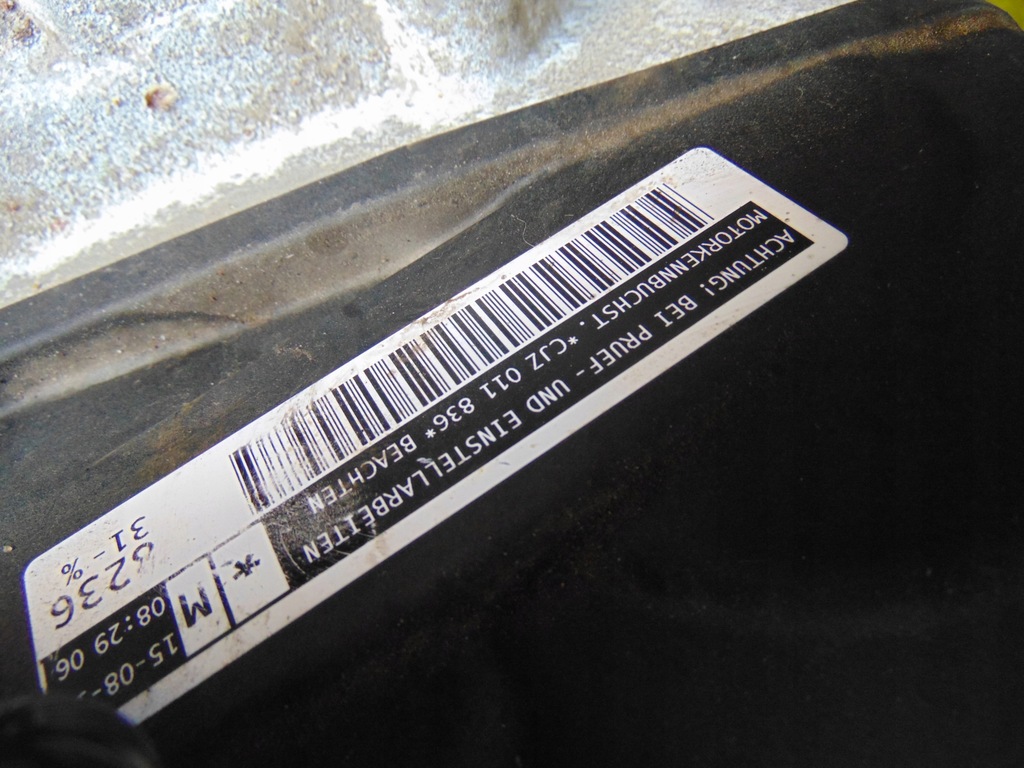 ACHTUNG! BEI PRUEF - UND EINSTELLARBEITEN
MOTORKENNBUCHST. *CJZ 011 836* BEACHTEN
*
M
15-08-
08:29 06
6236
31-%